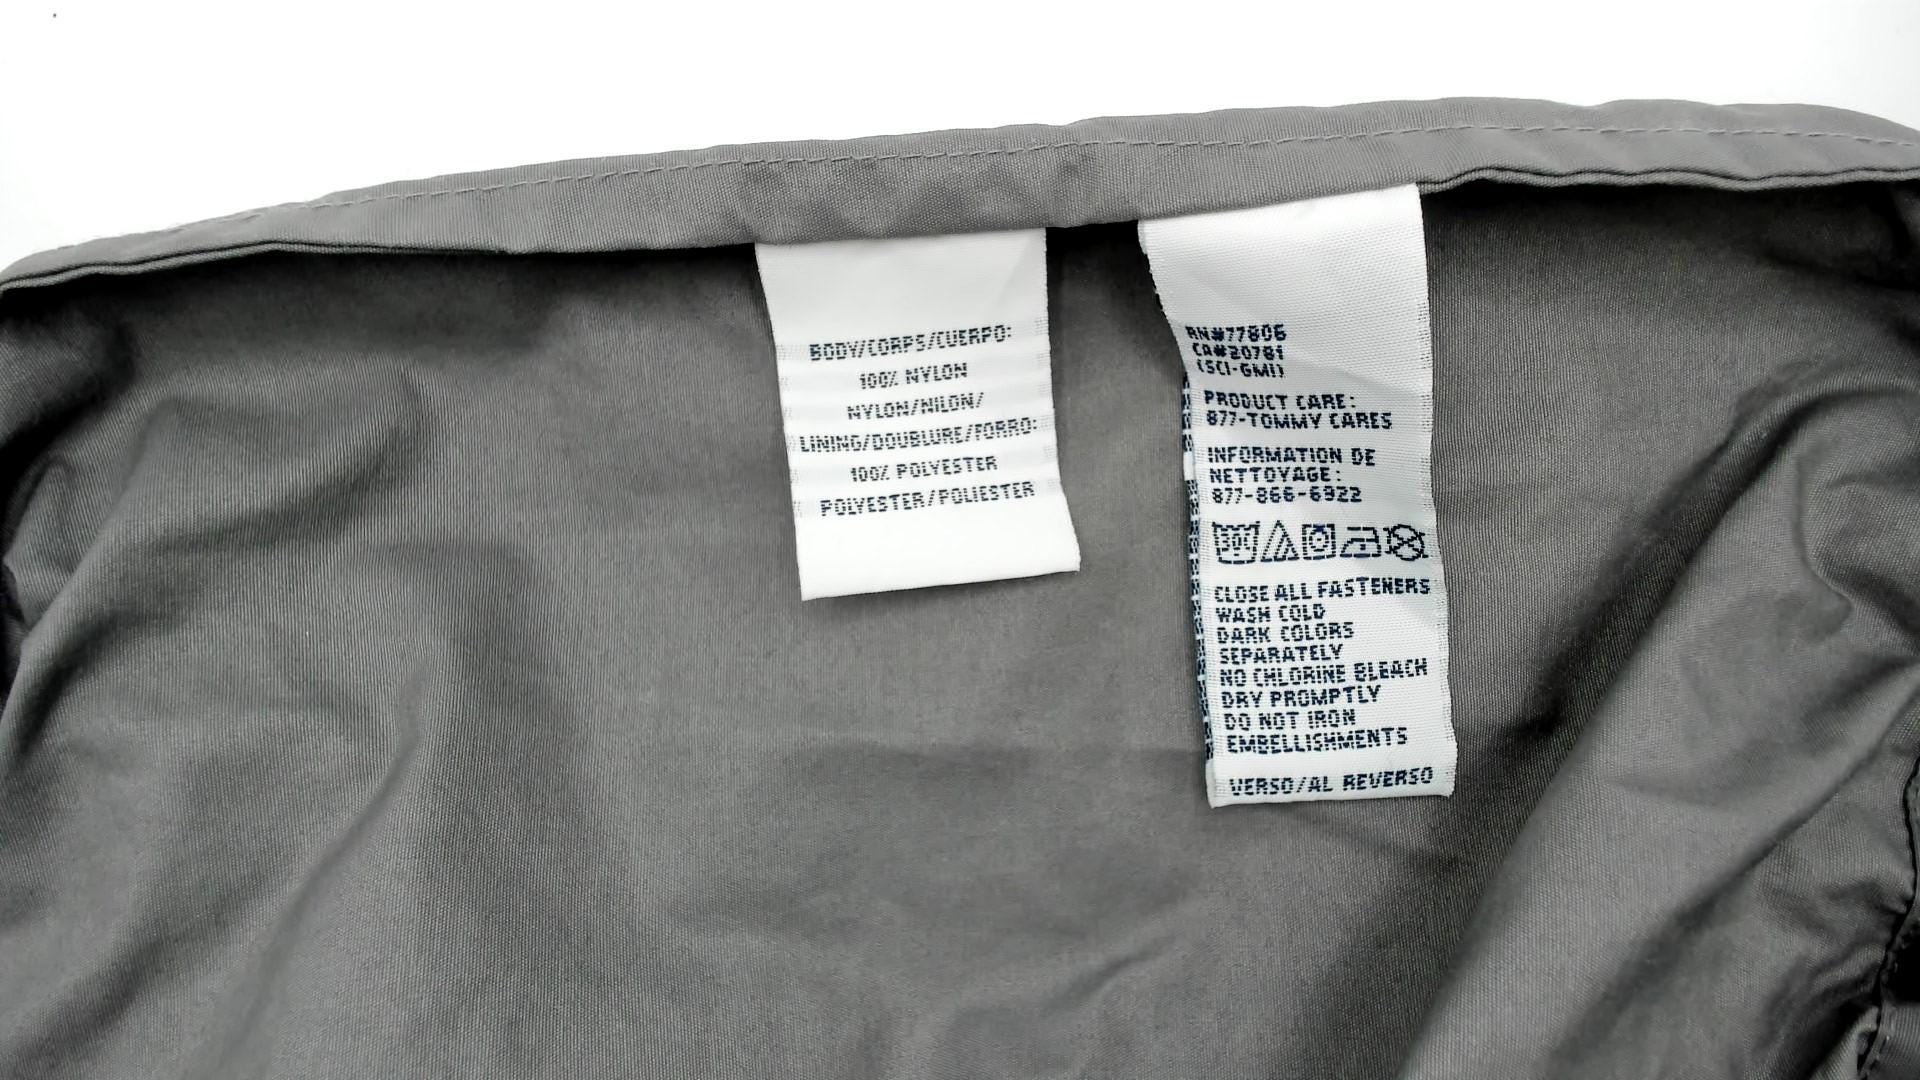 BODY/CORPS/CUERPO:
100% NYLON
NYLON/NILON/
LINING/DOUBLURE/FORRO:
100% POLYESTER
POLYESTER/POLIESTER
RN#77806
CA#20781
(SCI-GMI)
PRODUCT CARE:
877-TOMMY CARES
INFORMATION DE
NETTOYAGE:
877-866-6922
30C
CLOSE ALL FASTENERS
WASH COLD
DARK COLORS
SEPARATELY
NO CHLORINE BLEACH
DRY PROMPTLY
DO NOT IRON
EMBELLISHMENTS
VERSO/AL REVERSO